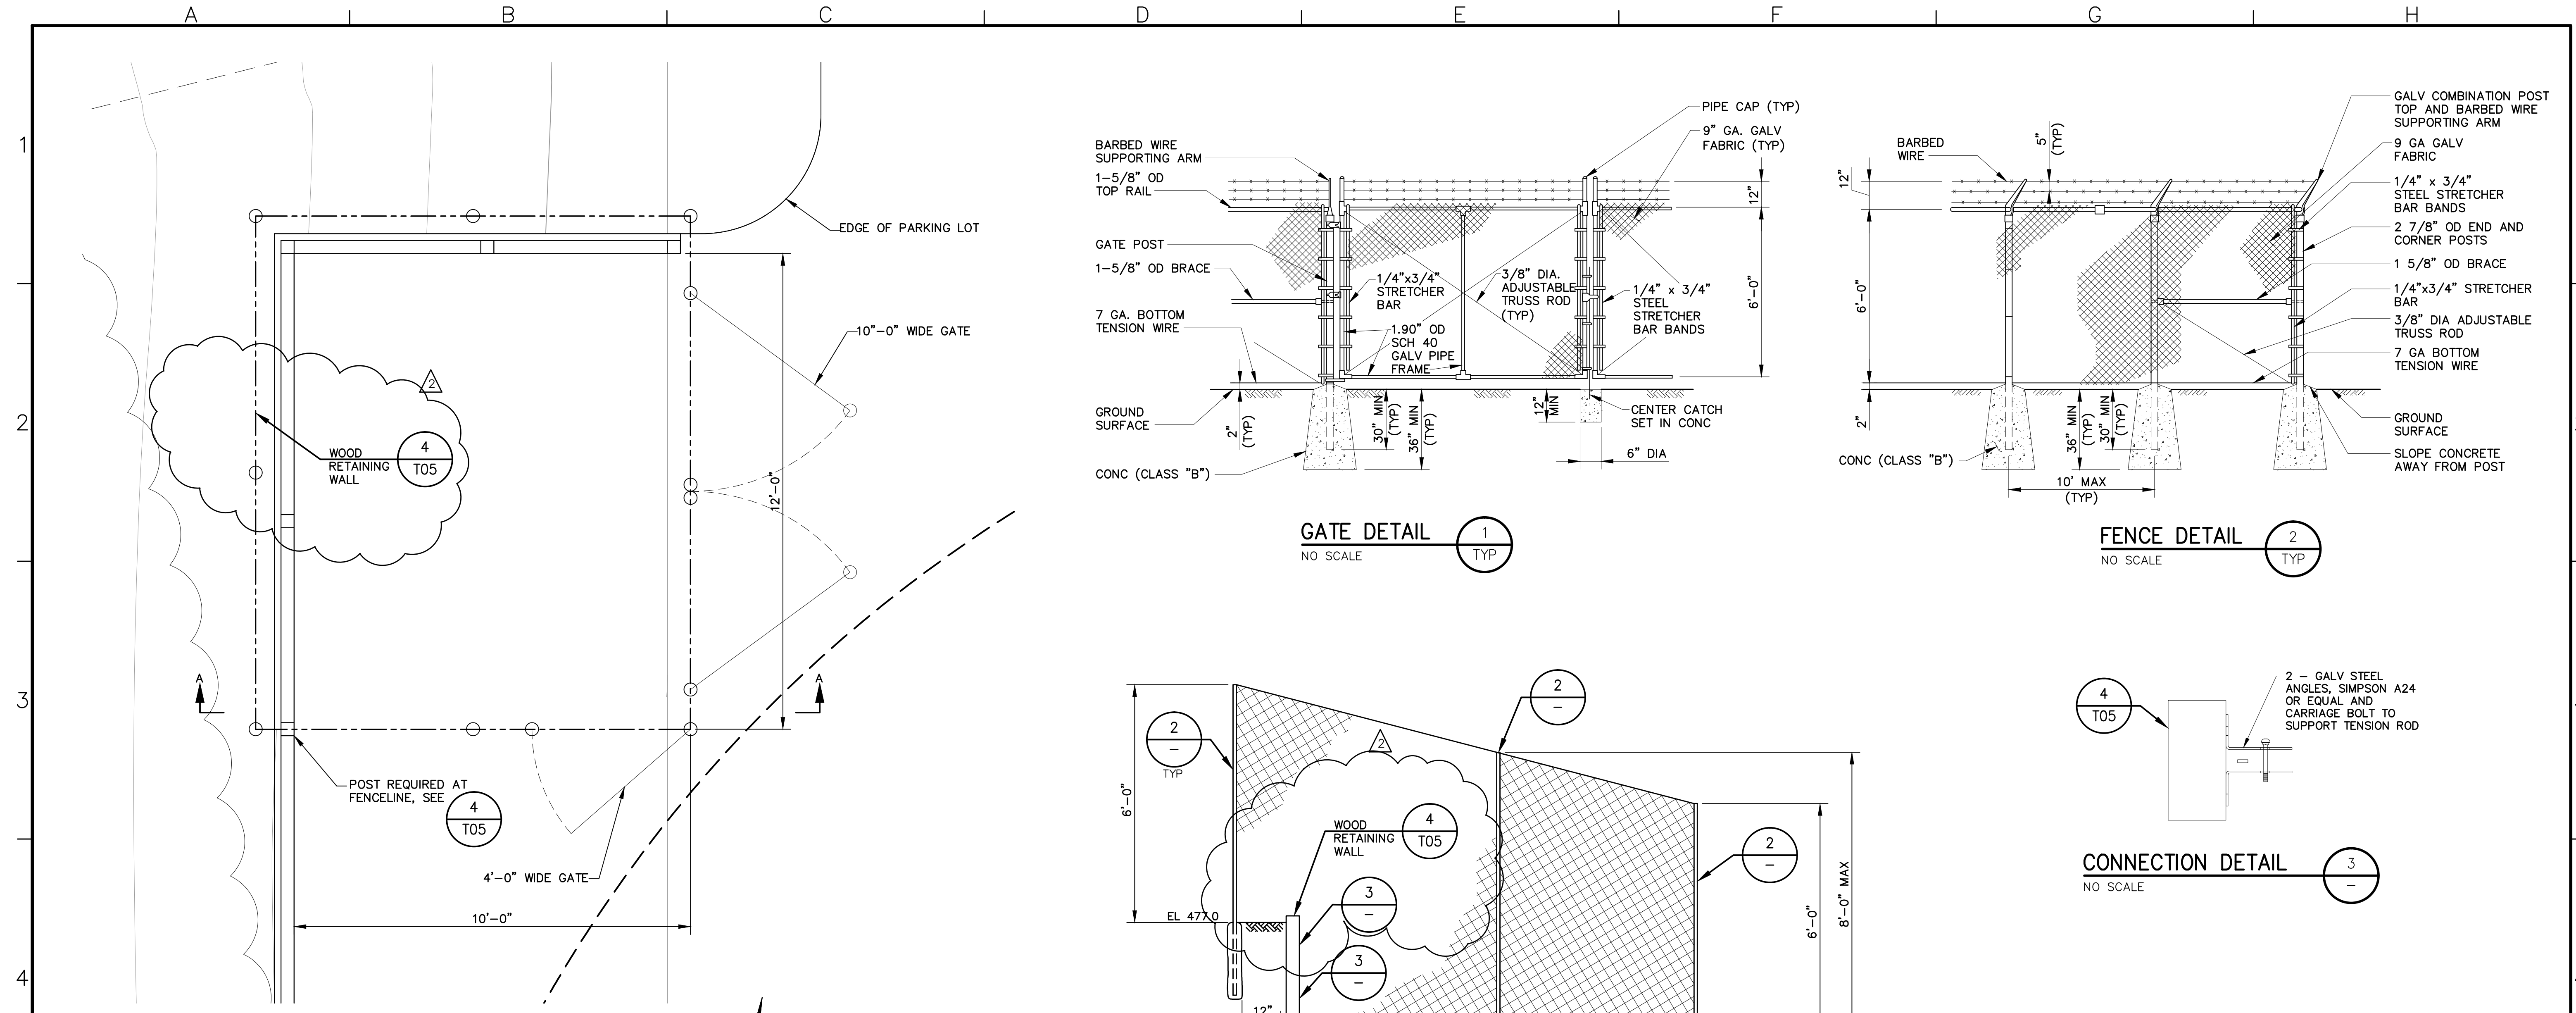 A
B
C
D
E
F
G
H
1
2
3
4
EDGE OF PARKING LOT
10"-0" WIDE GATE
2
WOOD
RETAINING
WALL
4
T05
12'-0"
A
A
POST REQUIRED AT
FENCELINE, SEE
4
T05
4'-0" WIDE GATE
10'-0"
BARBED WIRE
SUPPORTING ARM
1-5/8" OD
TOP RAIL
GATE POST
1-5/8" OD BRACE
7 GA. BOTTOM
TENSION WIRE
GROUND
SURFACE
CONC (CLASS "B")
2"
(TYP)
PIPE CAP (TYP)
9" GA. GALV
FABRIC (TYP)
12"
6'-0"
1/4"x3/4"
STRETCHER
BAR
3/8" DIA.
ADJUSTABLE
TRUSS ROD
(TYP)
1/4" x 3/4"
STEEL
STRETCHER
BAR BANDS
1.90" OD
SCH 40
GALV PIPE
FRAME
30" MIN
(TYP)
36" MIN
(TYP)
12"
MIN
CENTER CATCH
SET IN CONC
6" DIA
GATE DETAIL
NO SCALE
1
TYP
BARBED
WIRE
12"
5"
(TYP)
6'-0"
2"
GALV COMBINATION POST
TOP AND BARBED WIRE
SUPPORTING ARM
9 GA GALV
FABRIC
1/4" x 3/4"
STEEL STRETCHER
BAR BANDS
2 7/8" OD END AND
CORNER POSTS
1 5/8" OD BRACE
1/4"x3/4" STRETCHER
BAR
3/8" DIA ADJUSTABLE
TRUSS ROD
7 GA BOTTOM
TENSION WIRE
GROUND
SURFACE
SLOPE CONCRETE
AWAY FROM POST
CONC (CLASS "B")
36" MIN
(TYP)
30" MIN
(TYP)
10' MAX
(TYP)
FENCE DETAIL
NO SCALE
2
TYP
2
-
TYP
2
-
2
6'-0"
WOOD
RETAINING
WALL
4
T05
2
-
3
-
3
-
EL 477.0
12"
6'-0"
8'-0" MAX
4
T05
2 - GALV STEEL
ANGLES, SIMPSON A24
OR EQUAL AND
CARRIAGE BOLT TO
SUPPORT TENSION ROD
CONNECTION DETAIL
NO SCALE
3
-